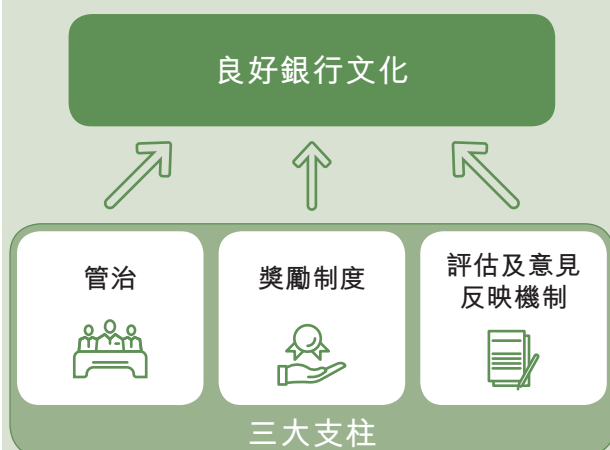 良好銀行文化
管治
獎勵制度
評估及意見
反映機制
三大支柱